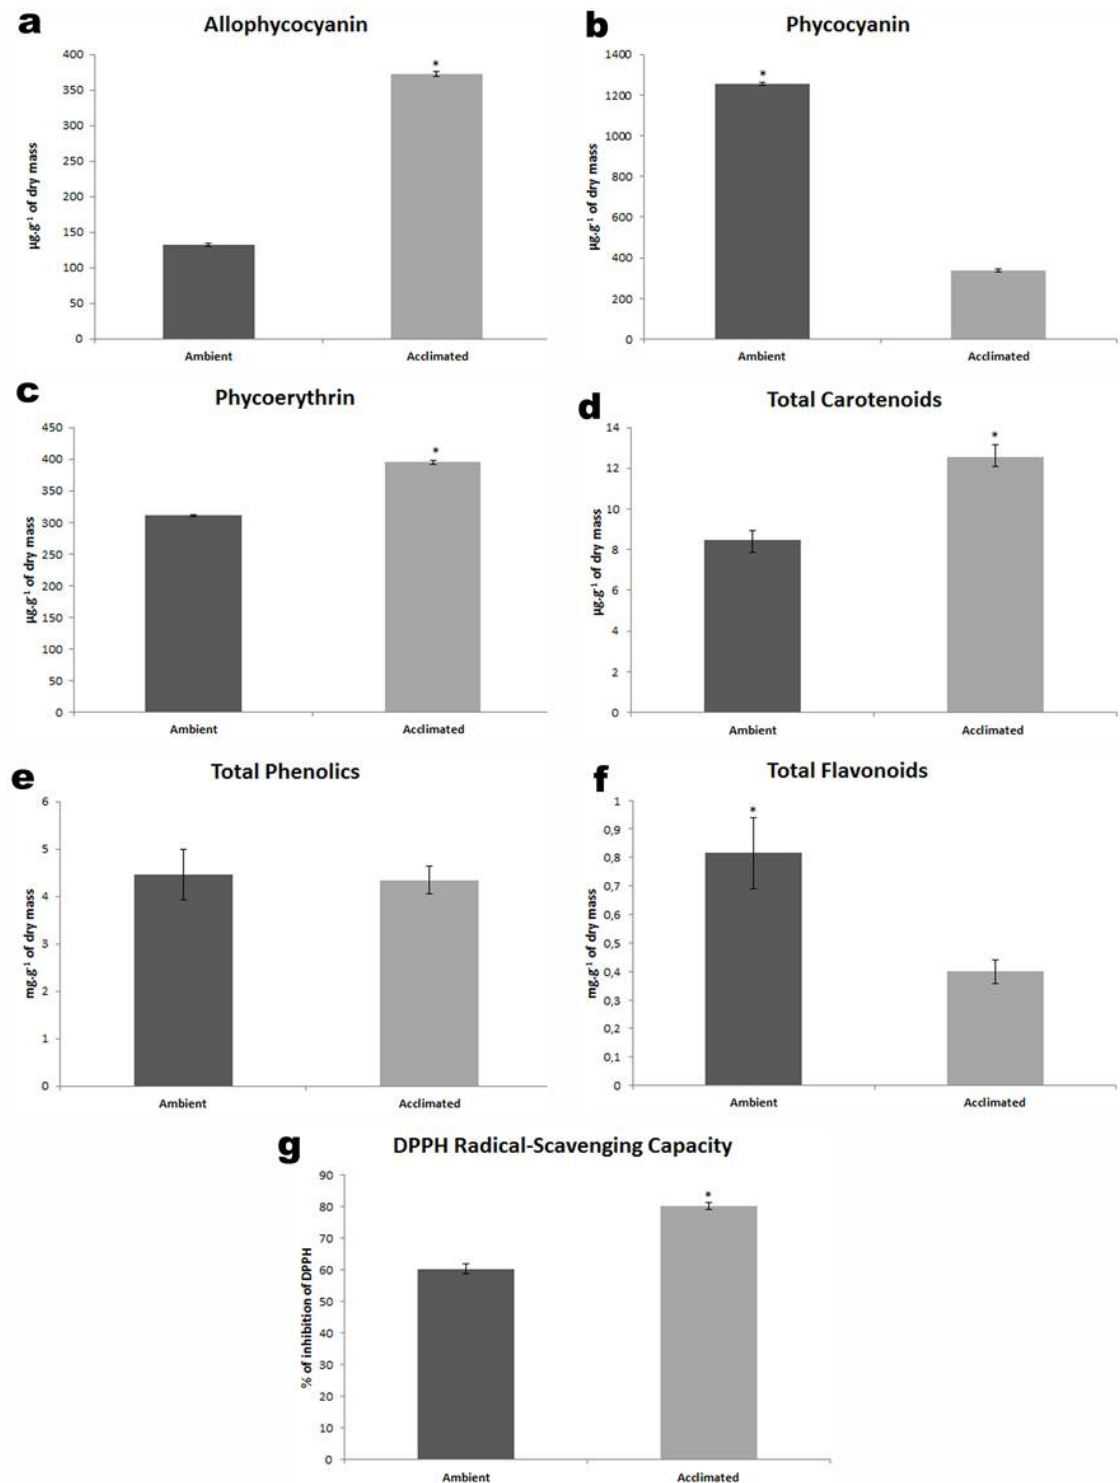 a
Allophycocyanin
400
350
300
250
200
150
100
50
0
µg.g⁻¹ of dry mass
*
Ambient
Acclimated
b
Phycocyanin
1400
1200
1000
800
600
400
200
0
µg.g⁻¹ of dry mass
*
Ambient
Acclimated
c
Phycoerythrin
450
400
350
300
250
200
150
100
50
0
µg.g⁻¹ of dry mass
*
Ambient
Acclimated
d
Total Carotenoids
14
12
10
8
6
4
2
0
µg.g⁻¹ of dry mass
*
Ambient
Acclimated
e
Total Phenolics
6
5
4
3
2
1
0
mg.g⁻¹ of dry mass
Ambient
Acclimated
f
Total Flavonoids
1
0,9
0,8
0,7
0,6
0,5
0,4
0,3
0,2
0,1
0
mg.g⁻¹ of dry mass
*
Ambient
Acclimated
g
DPPH Radical-Scavenging Capacity
90
80
70
60
50
40
30
20
10
0
% of inhibition of DPPH
*
Ambient
Acclimated